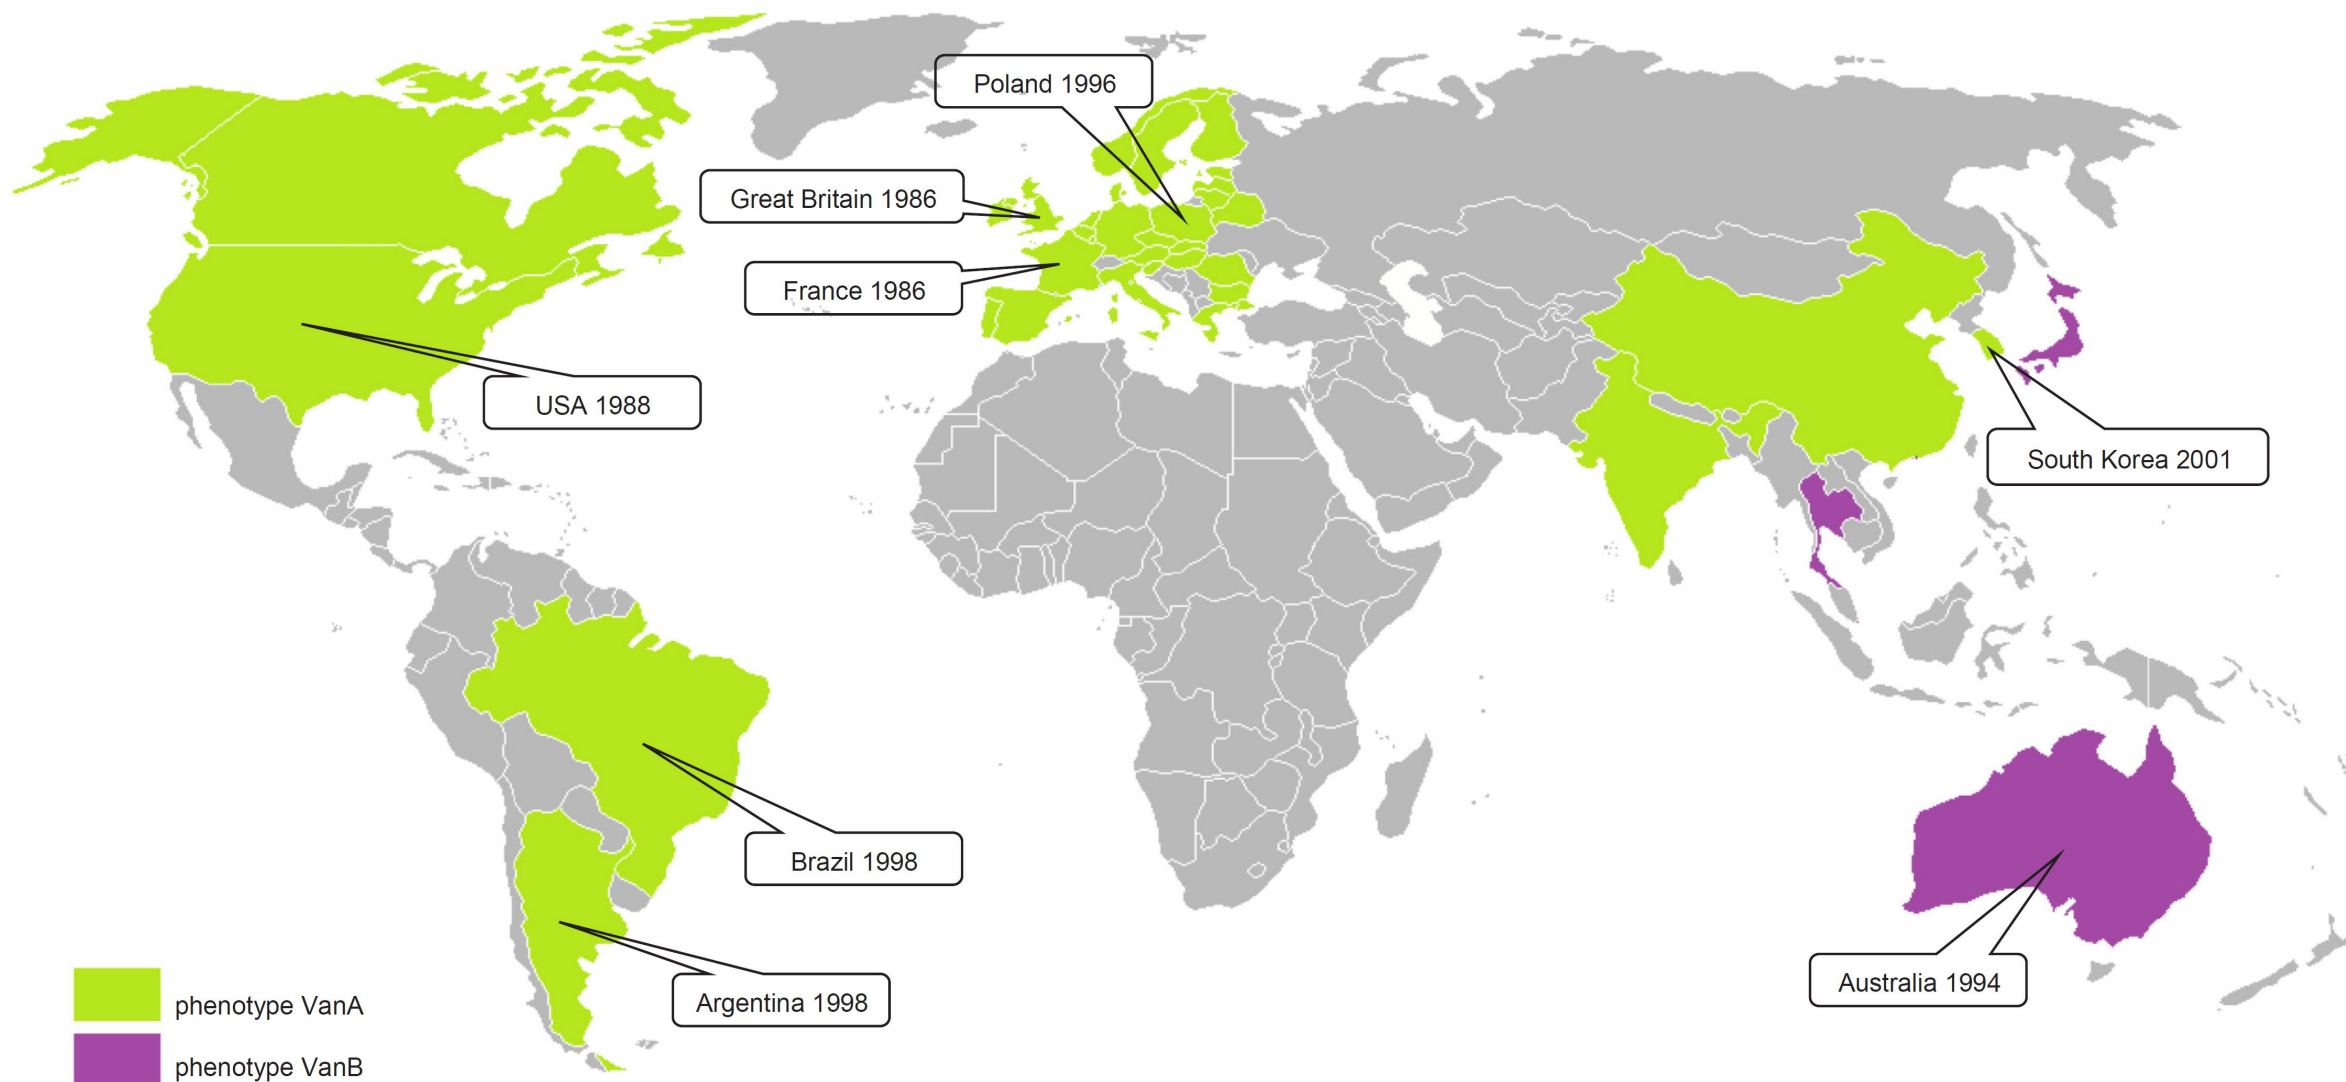 Poland 1996
Great Britain 1986
France 1986
USA 1988
South Korea 2001
Brazil 1998
Argentina 1998
Australia 1994
phenotype VanA
phenotype VanB